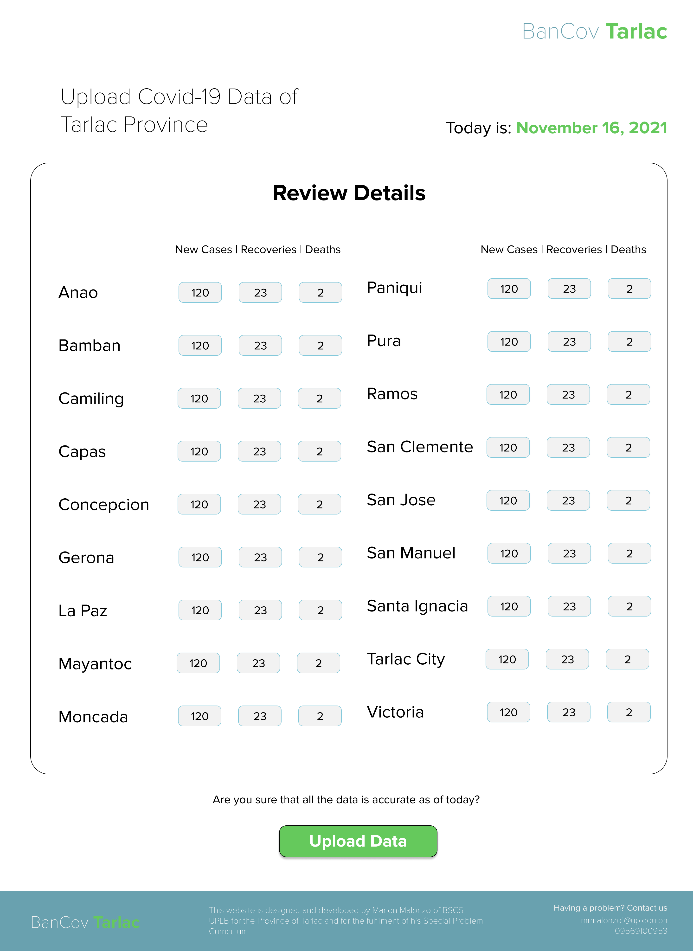 BanCov Tarlac
Upload Covid-19 Data of
Tarlac Province
Today is: November 16, 2021
Review Details
New Cases | Recoveries | Deaths
Anao 120 23 2
Bamban 120 23 2
Camiling 120 23 2
Capas 120 23 2
Concepcion 120 23 2
Gerona 120 23 2
La Paz 120 23 2
Mayantoc 120 23 2
Moncada 120 23 2
New Cases | Recoveries | Deaths
Paniqui 120 23 2
Pura 120 23 2
Ramos 120 23 2
San Clemente 120 23 2
San Jose 120 23 2
San Manuel 120 23 2
Santa Ignacia 120 23 2
Tarlac City 120 23 2
Victoria 120 23 2
Are you sure that all the data is accurate as of today?
Upload Data
BanCov Tarlac
This website is designed and developed by of BSCS
for the Province of Tarlac and for the of his Special Problem
Having a problem? Contact us